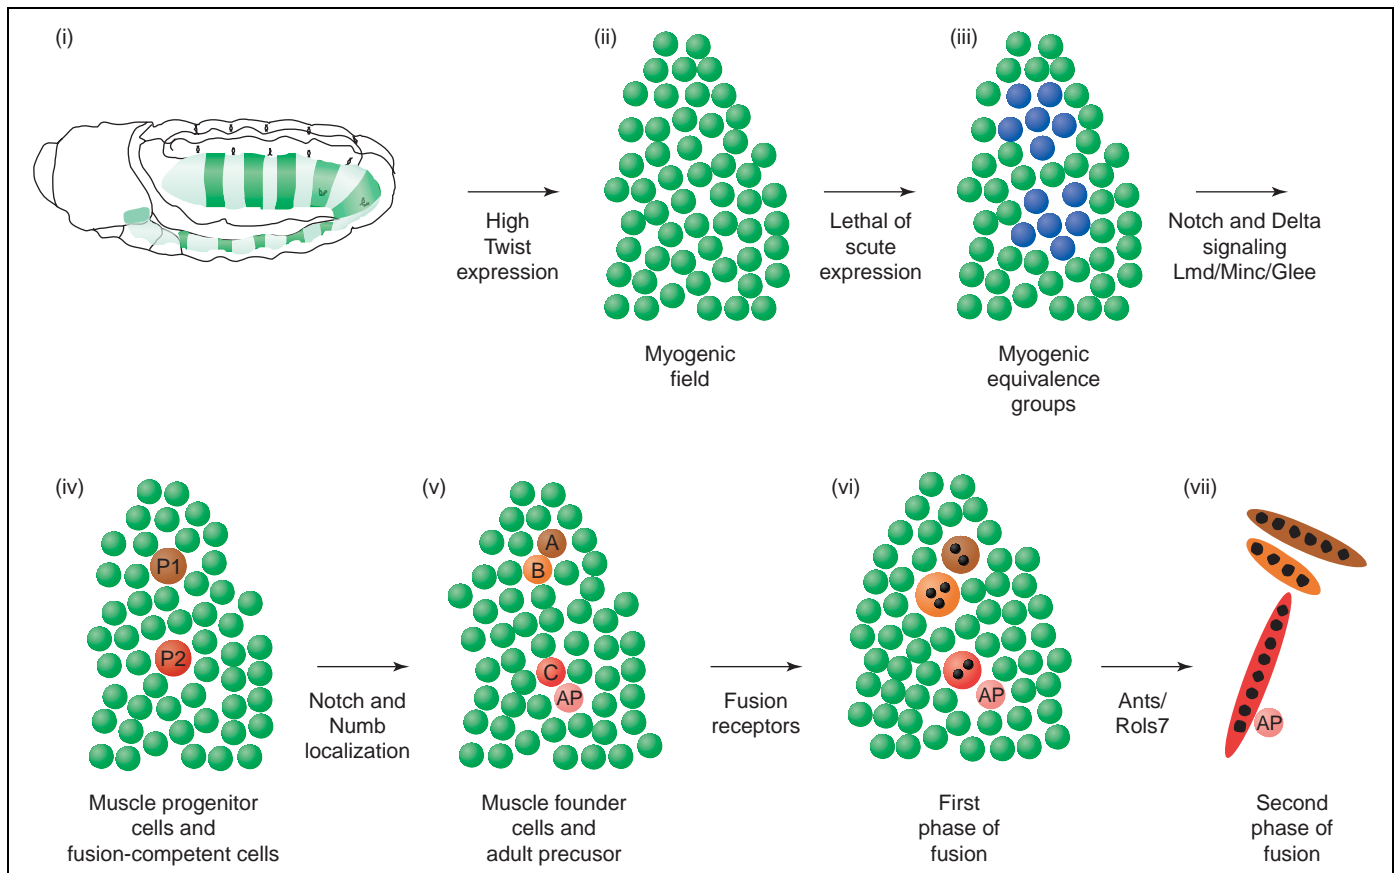 (i)
High
Twist
expression
(ii)
Myogenic
field
Lethal of
scute
expression
(iii)
Myogenic
equivalence
groups
Notch and Delta
signaling
Lmd/Minc/Glee
(iv)
P1
P2
Muscle progenitor
cells and
fusion-competent cells
Notch and
Numb
localization
(v)
A
B
C
AP
Muscle founder
cells and
adult precusor
Fusion
receptors
(vi)
AP
First
phase of
fusion
Ants/
Rols7
(vii)
AP
Second
phase of
fusion